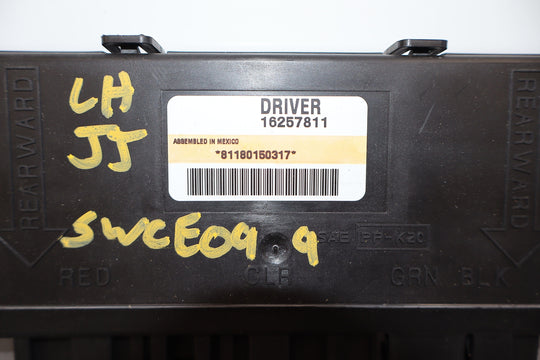 LH
JJ
DRIVER
16257811
ASSEMBLED IN MEXICO
*81180150317*
REARWARD
REARWARD
SWCE09 9
SAE PP-K20
RED CLR GRN BLK